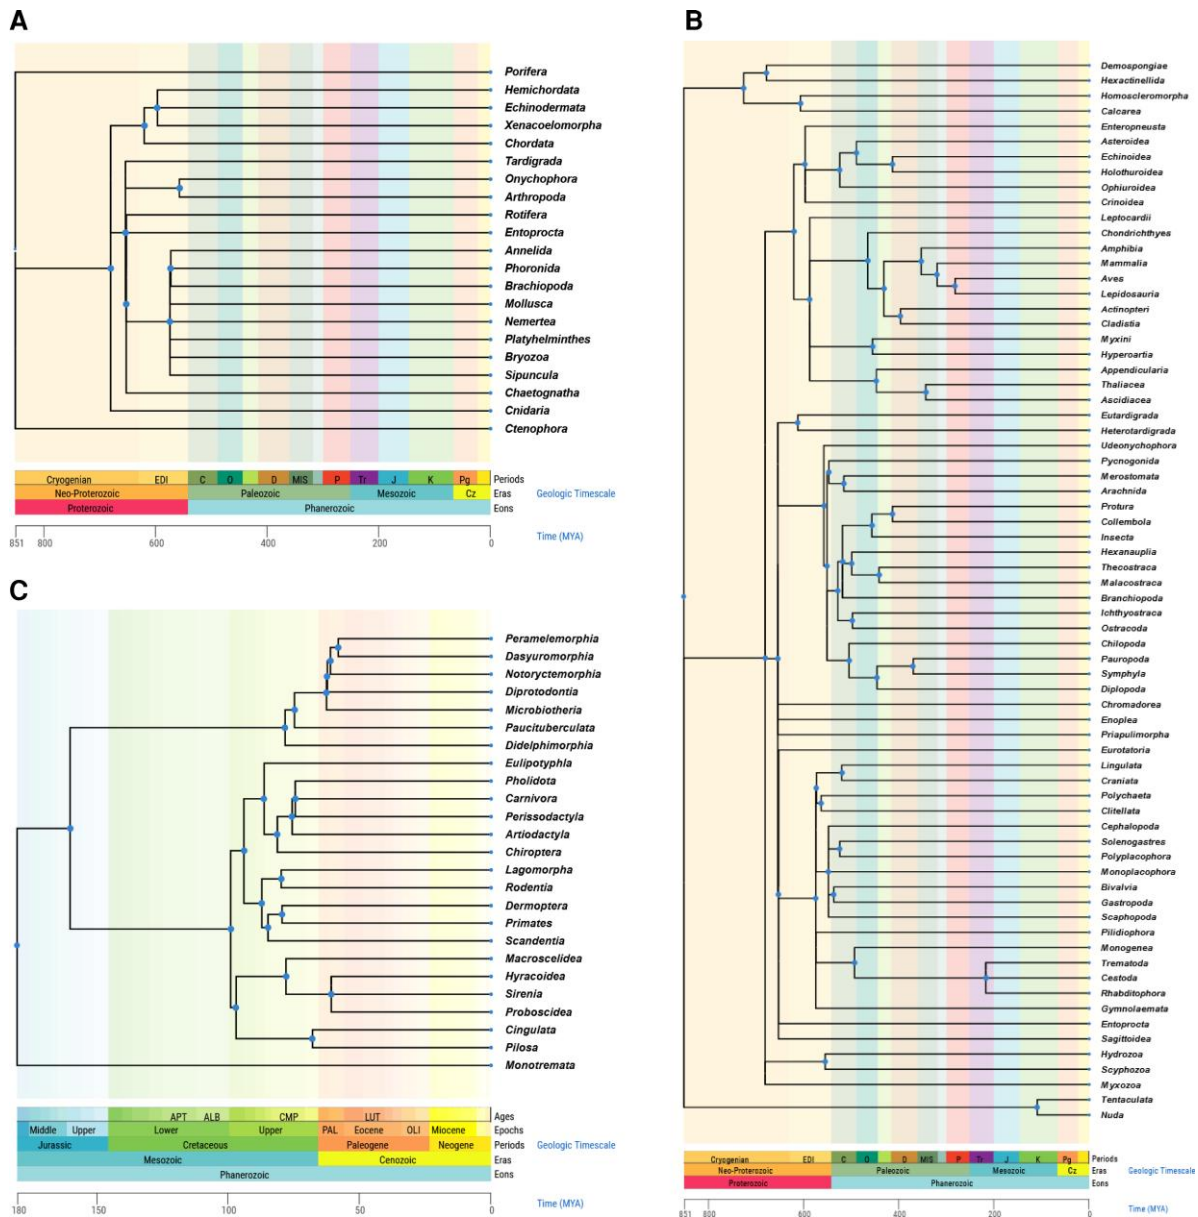 A
Porifera
Hemichordata
Echinodermata
Xenacoelomorpha
Chordata
Tardigrada
Onychophora
Arthropoda
Rotifera
Entoprocta
Annelida
Phoronida
Brachiopoda
Mollusca
Nemertea
Platyhelminthes
Bryozoa
Sipuncula
Chaetognatha
Cnidaria
Ctenophora
Cryogenian EDI C O D MIS P Tr J K Pg Periods
Neo-Proterozoic Paleozoic Mesozoic Cz Eras Geologic Timescale
Proterozoic Phanerozoic Eons
Time (MYA)
851 800 600 400 200 0
C
Peramelemorphia
Dasyuromorphia
Notoryctemorphia
Diprotodontia
Microbiotheria
Paucituberculata
Didelphimorphia
Eulipotyphla
Pholidota
Carnivora
Perissodactyla
Artiodactyla
Chiroptera
Lagomorpha
Rodentia
Dermoptera
Primates
Scandentia
Macroscelidea
Hyracoidea
Sirenia
Proboscidea
Cingulata
Pilosa
Monotremata
APT ALB CMP LUT Ages
Middle Upper Lower Upper PAL Eocene OLI Miocene Epochs
Jurassic Cretaceous Paleogene Neogene Periods Geologic Timescale
Mesozoic Cenozoic Eras
Phanerozoic Eons
Time (MYA)
180 150 100 50 0
B
Demospongiae
Hexactinellida
Homoscleromorpha
Calcarea
Enteropneusta
Asteroidea
Echinoidea
Holothuroidea
Ophiuroidea
Crinoidea
Leptocardii
Chondrichthyes
Amphibia
Mammalia
Aves
Lepidosauria
Actinopteri
Cladistia
Myxini
Hyperoartia
Appendicularia
Thaliacea
Ascidiacea
Eutardigrada
Heterotardigrada
Udeonychophora
Pycnogonida
Merostomata
Arachnida
Protura
Collembola
Insecta
Hexanauplia
Thecostraca
Malacostraca
Branchiopoda
Ichthyostraca
Ostracoda
Chilopoda
Pauropoda
Symphyla
Diplopoda
Chromadorea
Enoplea
Priapulimorpha
Eurotatoria
Lingulata
Craniata
Polychaeta
Clitellata
Cephalopoda
Solenogastres
Polyplacophora
Monoplacophora
Bivalvia
Gastropoda
Scaphopoda
Pilidiophora
Monogenea
Trematoda
Cestoda
Rhabditophora
Gymnolaemata
Entoprocta
Sagittoidea
Hydrozoa
Scyphozoa
Myxozoa
Tentaculata
Nuda
Cryogenian EDI C O D MIS P Tr J K Pg Periods
Neo-Proterozoic Paleozoic Mesozoic Cz Eras Geologic Timescale
Proterozoic Phanerozoic Eons
Time (MYA)
851 800 600 400 200 0